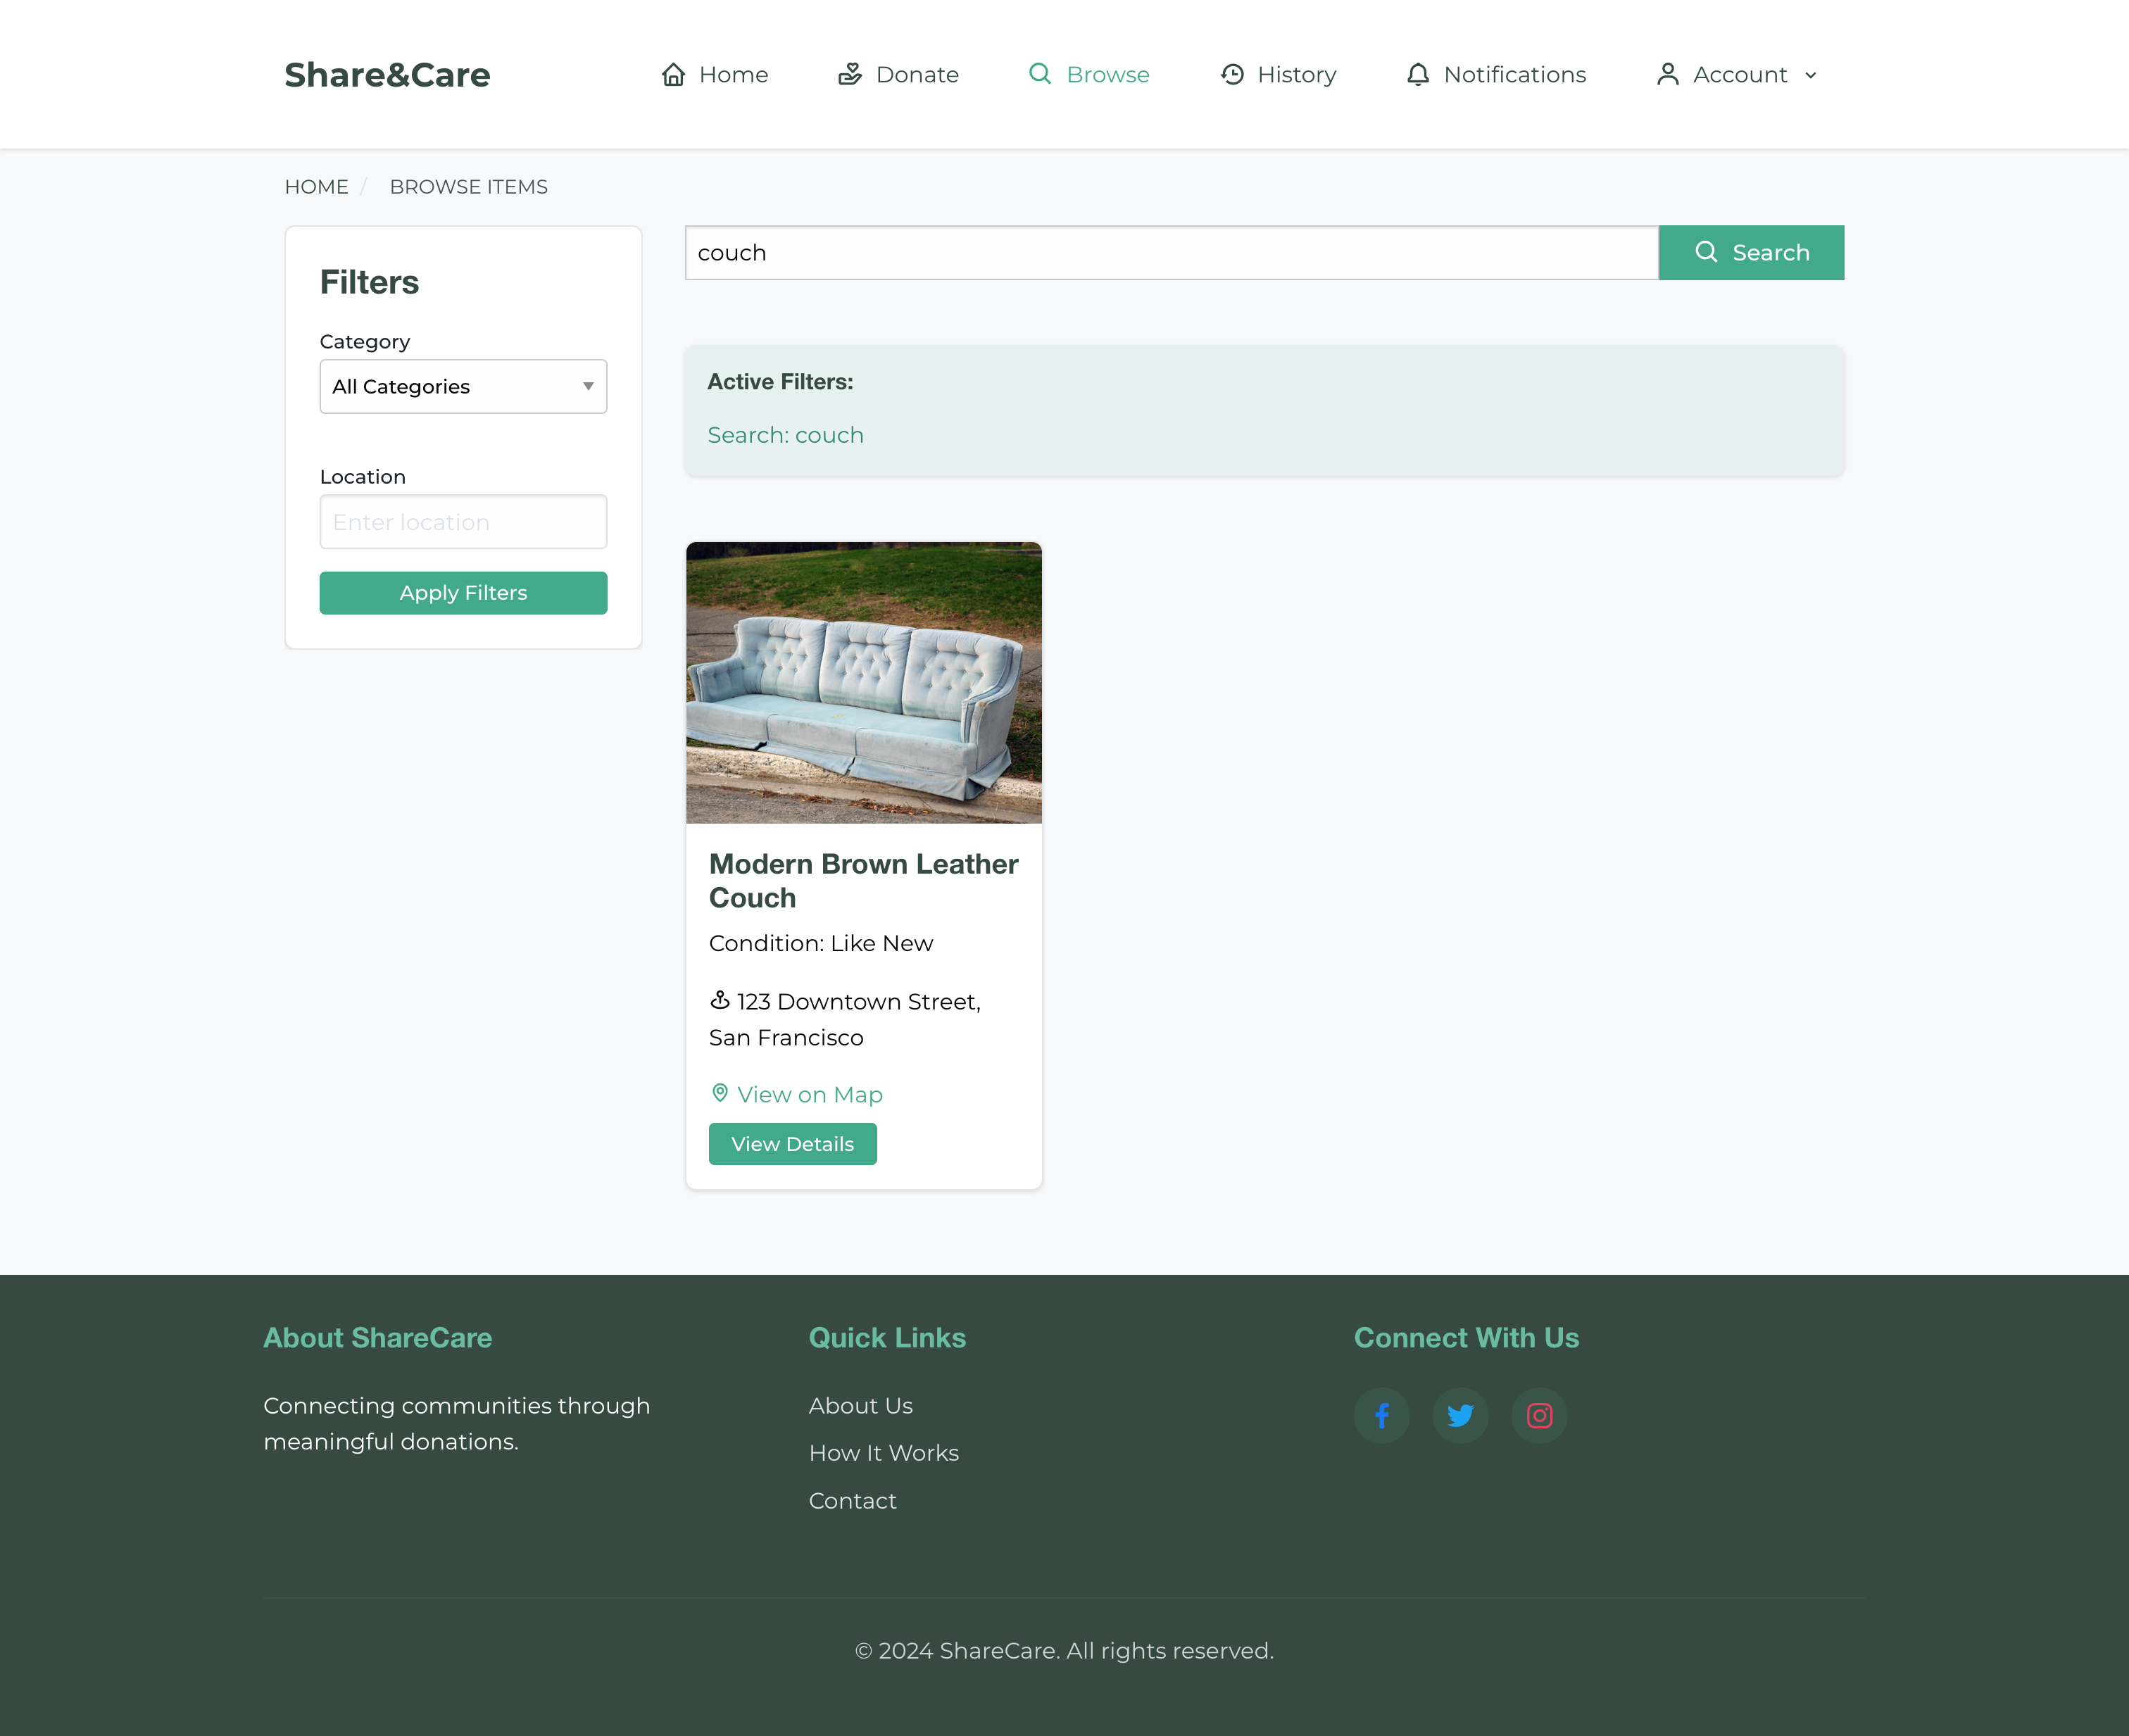 Share&Care
Home
Donate
Browse
History
Notifications
Account
HOME / BROWSE ITEMS
Filters
Category
All Categories
Location
Enter location
Apply Filters
couch
Search
Active Filters:
Search: couch
Modern Brown Leather
Couch
Condition: Like New
123 Downtown Street,
San Francisco
View on Map
View Details
About ShareCare
Connecting communities through
meaningful donations.
Quick Links
About Us
How It Works
Contact
Connect With Us
© 2024 ShareCare. All rights reserved.